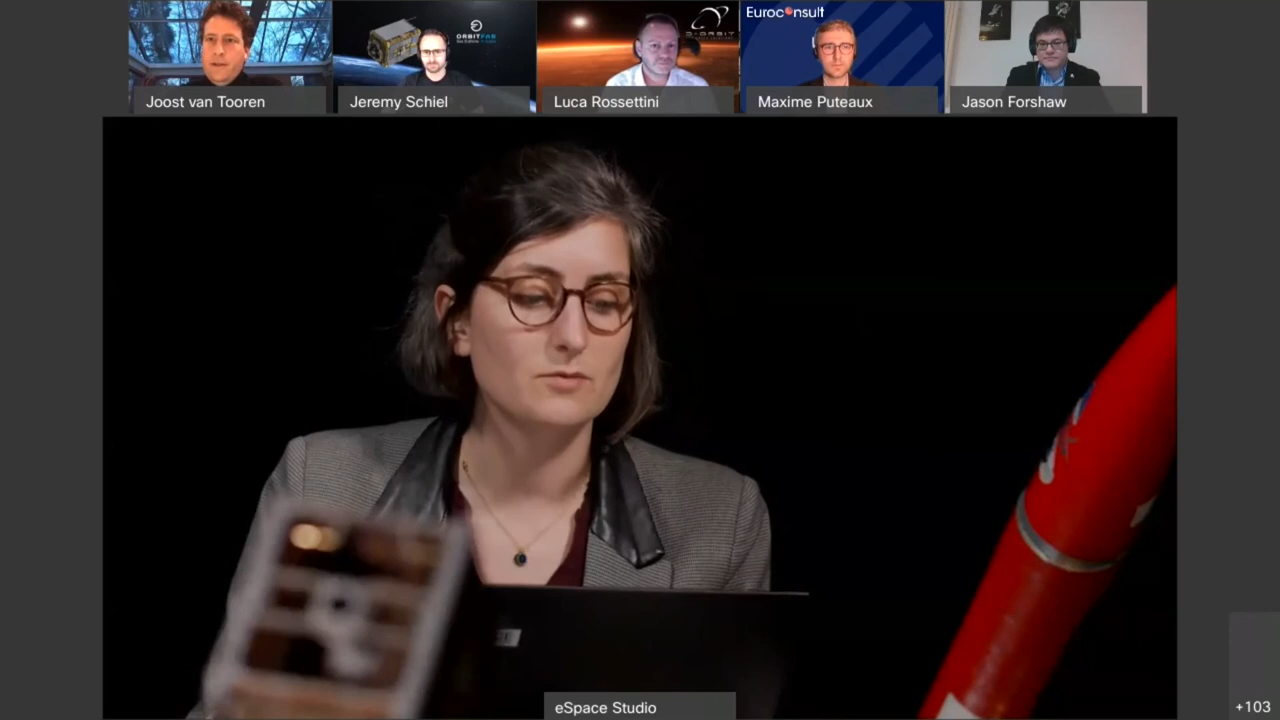 ORBITFAB
D-ORBIT
Euroconsult
Joost van Tooren
Jeremy Schiel
Luca Rossettini
Maxime Puteaux
Jason Forshaw
eSpace Studio
+103